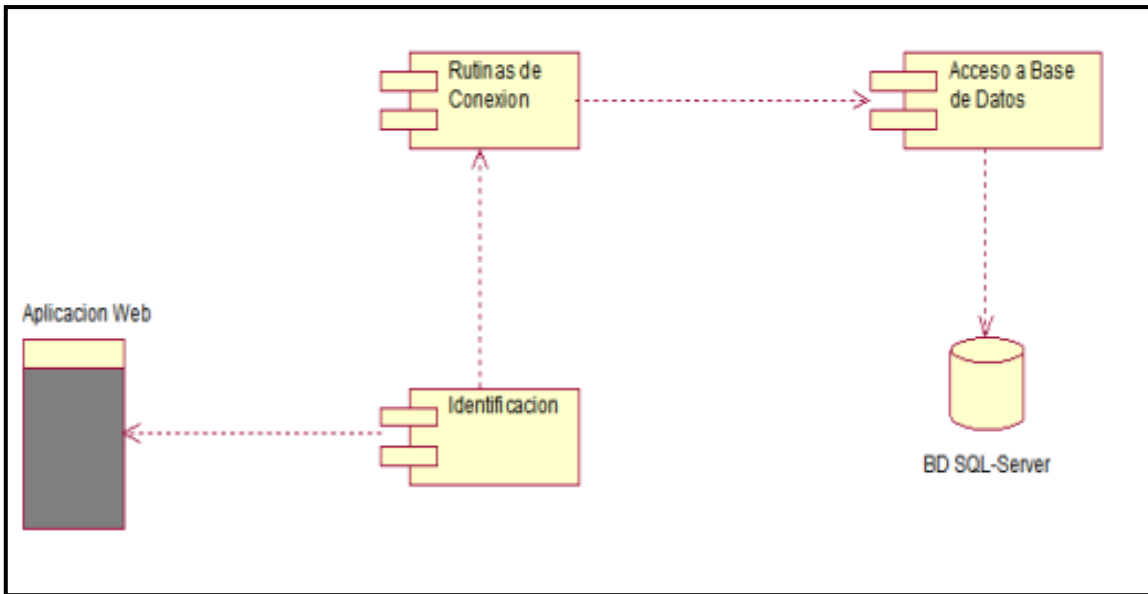 Rutinas de
Conexion
Acceso a Base
de Datos
Aplicacion Web
Identificacion
BD SQL-Server